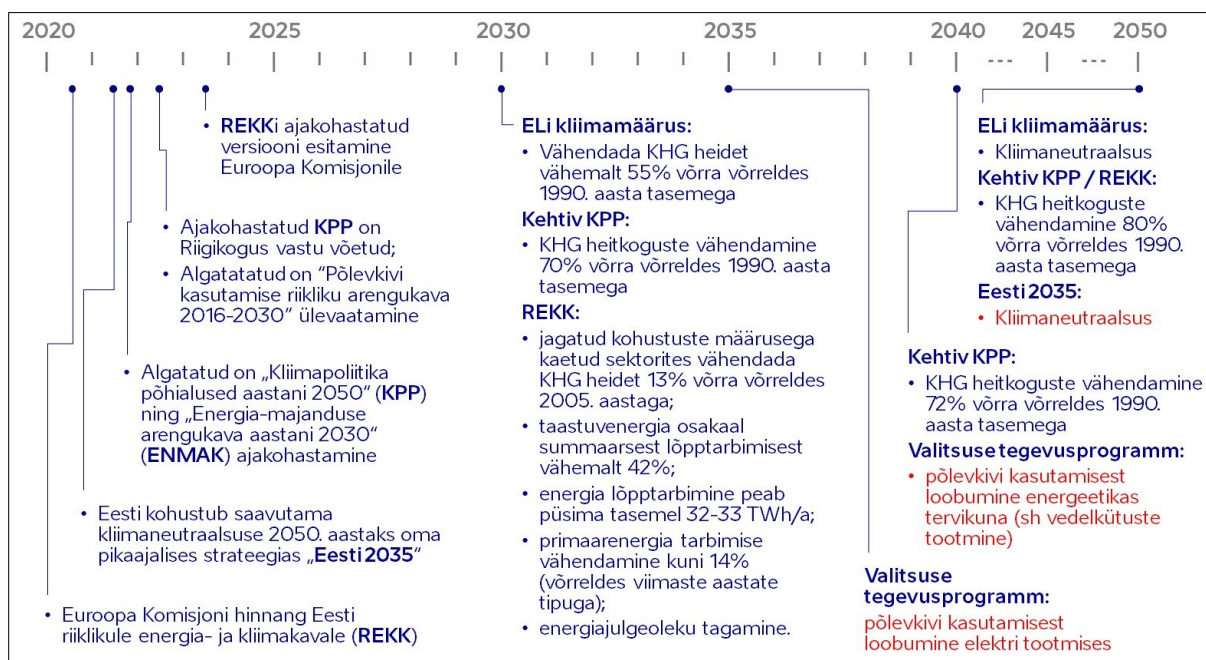 2020 2025 2030 2035 2040 2045 2050
REKKi ajakohastatud
versiooni esitamine
Euroopa Komisjonile
• Ajakohastatud KPP on
Riigikogus vastu võetud;
• Algatatatud on "Põlevkivi
kasutamise riikliku arengukava
2016-2030" ülevaatamine
• Algatatud on „Kliimapoliitika
põhialused aastani 2050“ (KPP)
ning „Energia-majanduse
arengukava aastani 2030“
(ENMAK) ajakohastamine
• Eesti kohustub saavutama
kliimaneutraalsuse 2050. aastaks oma
pikaajalises strateegias „Eesti 2035“
• Euroopa Komisjoni hinnang Eesti
riiklikule energia- ja kliimakavale (REKK)
ELi kliimamäärus:
• Vähendada KHG heidet
vähemalt 55% võrra võrreldes
1990. aasta tasemega
Kehtiv KPP:
• KHG heitkoguste vähendamine
70% võrra võrreldes 1990. aasta
tasemega
REKK:
• jagatud kohustuste määrusega
kaetud sektorites vähendada
KHG heidet 13% võrra võrreldes
2005. aastaga;
• taastuvenergia osakaal
summaarsest lõpptarbimisest
vähemalt 42%;
• energia lõpptarbimine peab
püsima tasemel 32-33 TWh/a;
• primaarenergia tarbimise
vähendamine kuni 14%
(võrreldes viimaste aastate
tipuga);
• energiajulgeoleku tagamine.
Valitsuse
tegevusprogramm:
põlevkivi kasutamisest
loobumine elektri tootmises
Kehtiv KPP:
• KHG heitkoguste vähendamine
72% võrra võrreldes 1990.
aasta tasemega
Valitsuse tegevusprogramm:
• põlevkivi kasutamisest
loobumine energeetikas
tervikuna (sh vedelkütuste
tootmine)
ELi kliimamäärus:
• Kliimaneutraalsus
Kehtiv KPP / REKK:
• KHG heitkoguste
vähendamine 80%
võrra võrreldes 1990.
aasta tasemega
Eesti 2035:
• Kliimaneutraalsus